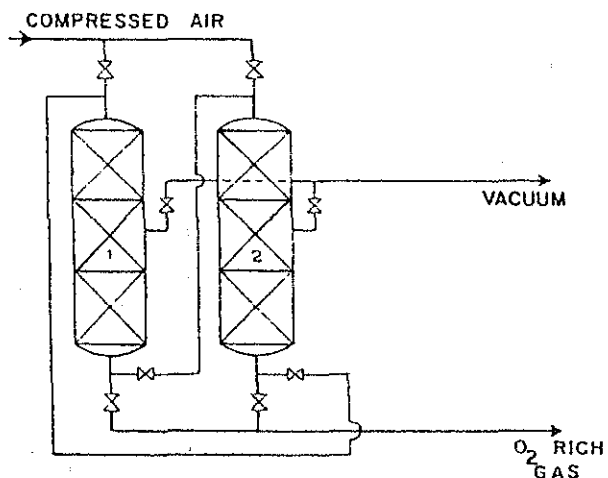 COMPRESSED AIR
VACUUM
1
2
O2 RICH
GAS